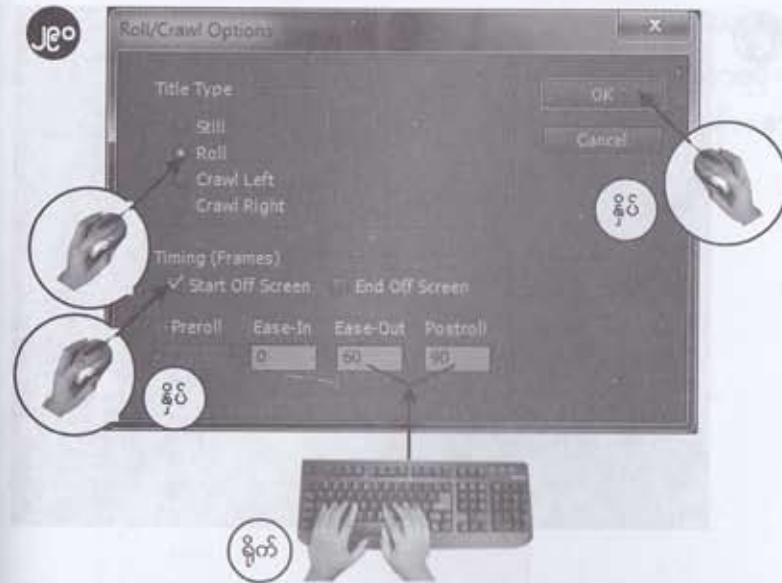 ၂၉၀
Roll/Crawl Options
x
Title Type
OK
Still
Cancel
Roll
Crawl Left
Crawl Right
နှိပ်
Timing (Frames)
Start Off Screen End Off Screen
Preroll Ease-In Ease-Out Postroll
0 60 90
နှိပ်
ရိုက်